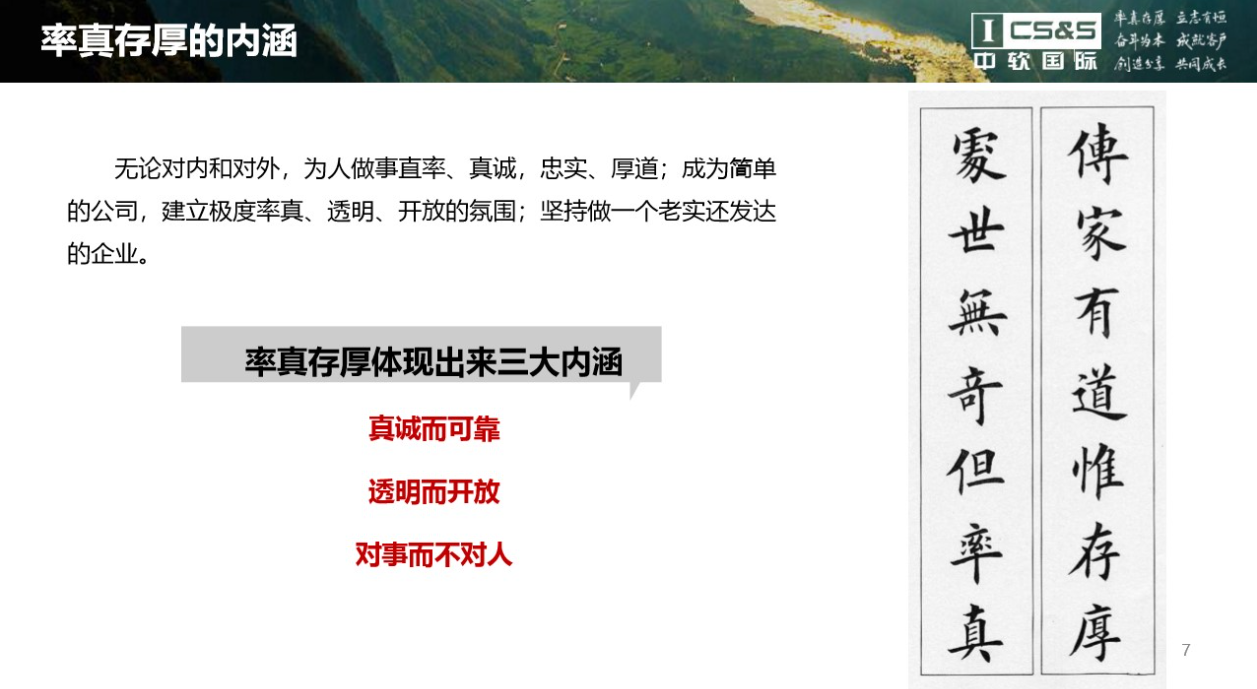 率真存厚的内涵
I CS&S
中软国际
率真存厚 立志有恒
奋斗为本 成就客户
创造分享 共同成长
无论对内和对外，为人做事直率、真诚，忠实、厚道；成为简单
的公司，建立极度率真、透明、开放的氛围；坚持做一个老实还发达
的企业。
率真存厚体现出来三大内涵
真诚而可靠
透明而开放
对事而不对人
傳家有道惟存厚
處世無奇但率真
7